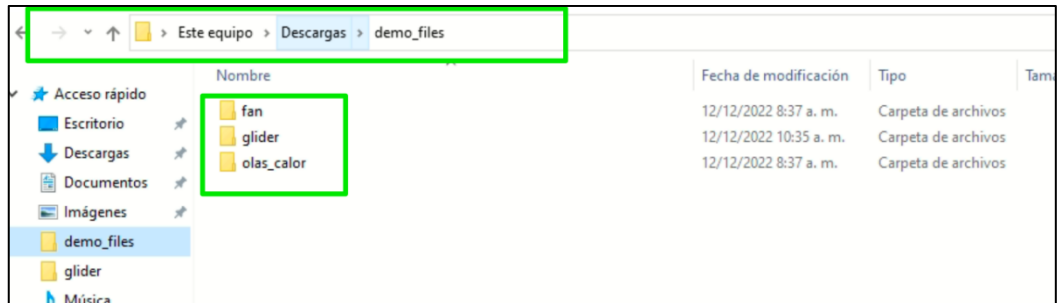 Este equipo > Descargas > demo_files
Nombre Fecha de modificación Tipo
Acceso rápido
fan 12/12/2022 8:37 a. m. Carpeta de archivos
Escritorio
glider 12/12/2022 10:35 a. m. Carpeta de archivos
Descargas
olas_calor 12/12/2022 8:37 a. m. Carpeta de archivos
Documentos
Imágenes
demo_files
glider
Música